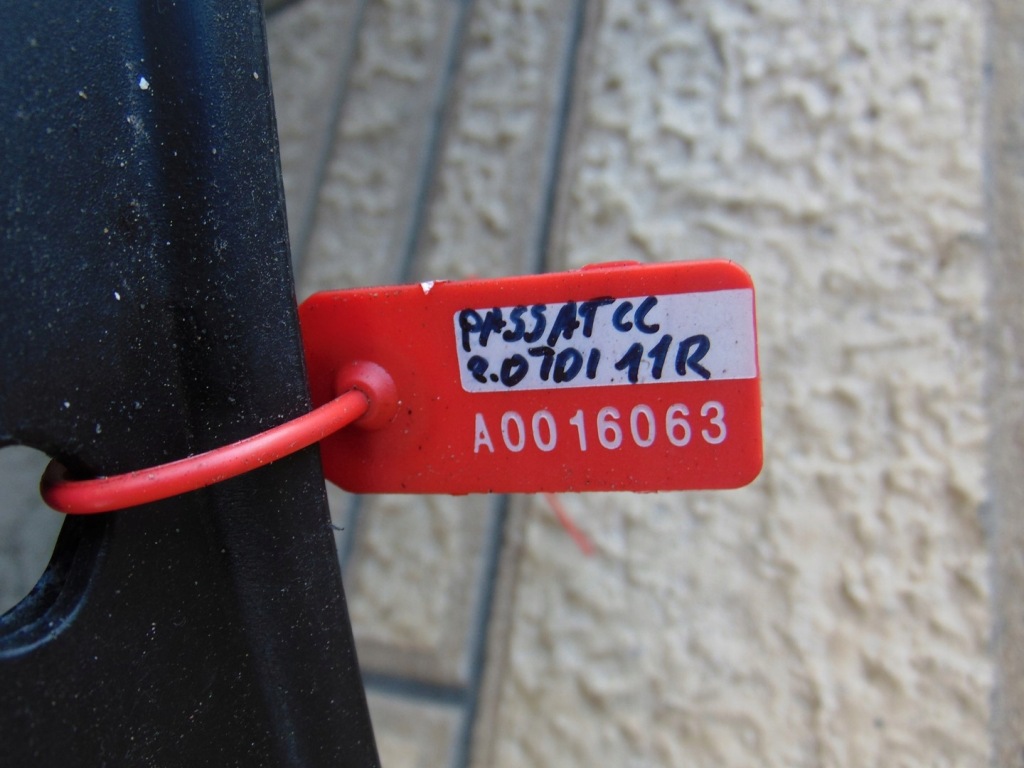 PASSAT CC
2.0TDI 11R
A0016063